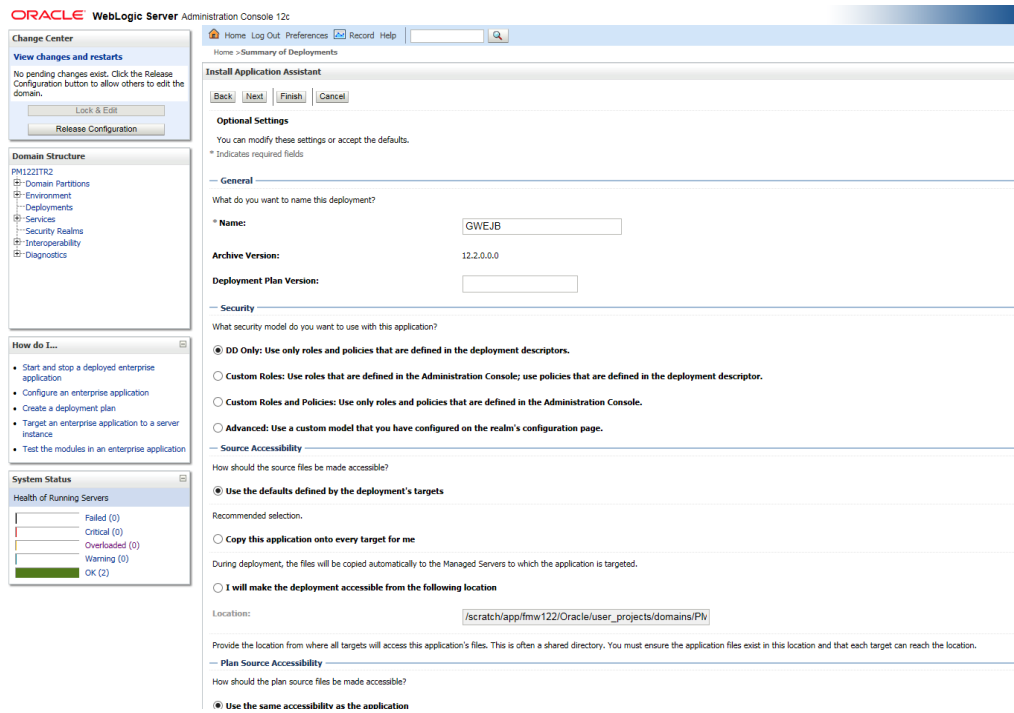 ORACLE WebLogic Server Administration Console 12c
Change Center
View changes and restarts
No pending changes exist. Click the Release
Configuration button to allow others to edit the
domain.
Lock & Edit
Release Configuration
Domain Structure
PM122ITR2
Domain Partitions
Environment
Deployments
Services
Security Realms
Interoperability
Diagnostics
How do I...
Start and stop a deployed enterprise
application
Configure an enterprise application
Create a deployment plan
Target an enterprise application to a server
instance
Test the modules in an enterprise application
System Status
Health of Running Servers
Failed (0)
Critical (0)
Overloaded (0)
Warning (0)
OK (2)
Home Log Out Preferences Record Help
Home >Summary of Deployments
Install Application Assistant
Back Next Finish Cancel
Optional Settings
You can modify these settings or accept the defaults.
* Indicates required fields
General
What do you want to name this deployment?
* Name: GWEJB
Archive Version: 12.2.0.0.0
Deployment Plan Version:
Security
What security model do you want to use with this application?
DD Only: Use only roles and policies that are defined in the deployment descriptors.
Custom Roles: Use roles that are defined in the Administration Console; use policies that are defined in the deployment descriptor.
Custom Roles and Policies: Use only roles and policies that are defined in the Administration Console.
Advanced: Use a custom model that you have configured on the realm's configuration page.
Source Accessibility
How should the source files be made accessible?
Use the defaults defined by the deployment's targets
Recommended selection.
Copy this application onto every target for me
During deployment, the files will be copied automatically to the Managed Servers to which the application is targeted.
I will make the deployment accessible from the following location
Location: /scratch/app/fmw122/Oracle/user_projects/domains/PM
Provide the location from where all targets will access this application's files. This is often a shared directory. You must ensure the application files exist in this location and that each target can reach the location.
Plan Source Accessibility
How should the plan source files be made accessible?
Use the same accessibility as the application